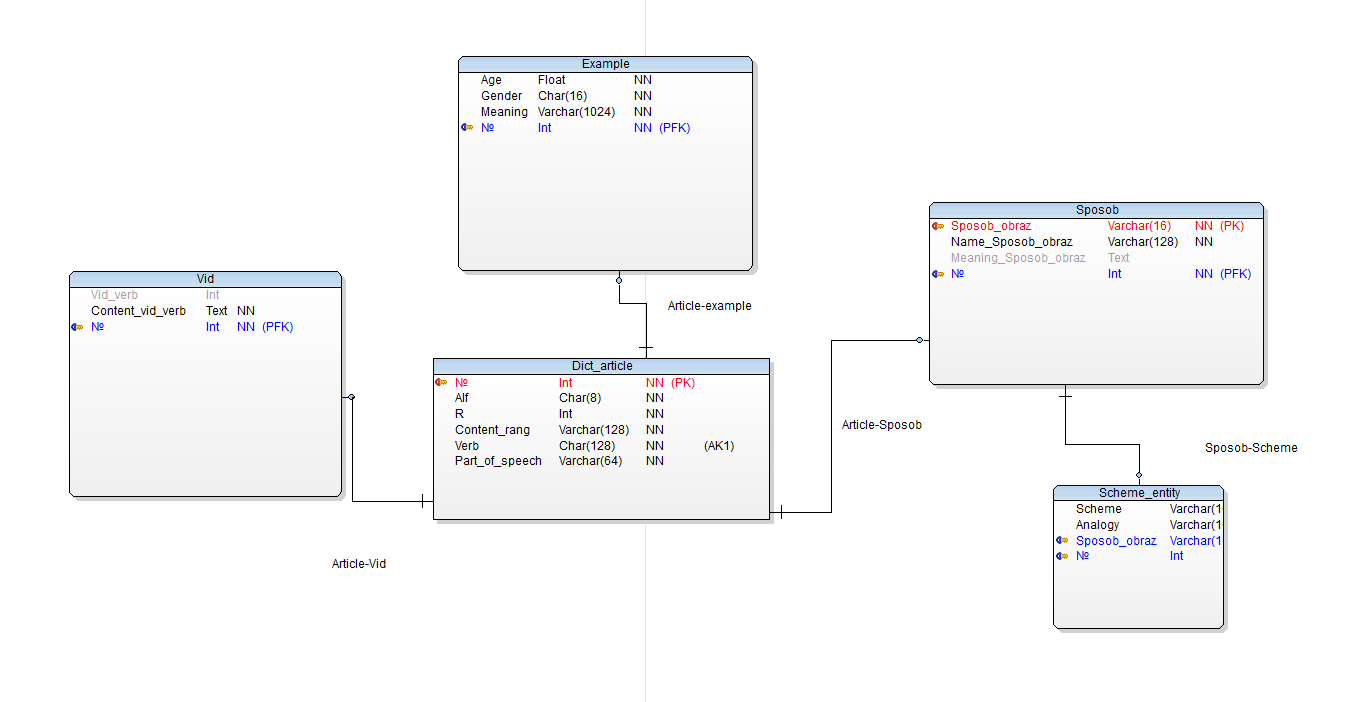 Example
Age Float NN
Gender Char(16) NN
Meaning Varchar(1024) NN
№ Int NN (PFK)
Article-example
Sposob
Sposob_obraz Varchar(16) NN (PK)
Name_Sposob_obraz Varchar(128) NN
Meaning_Sposob_obraz Text
№ Int NN (PFK)
Vid
Vid_verb Int
Content_vid_verb Text NN
№ Int NN (PFK)
Dict_article
№ Int NN (PK)
Alf Char(8) NN
R Int NN
Content_rang Varchar(128) NN
Verb Char(128) NN (AK1)
Part_of_speech Varchar(64) NN
Article-Sposob
Sposob-Scheme
Scheme_entity
Scheme Varchar(1
Analogy Varchar(1
Sposob_obraz Varchar(1
№ Int
Article-Vid